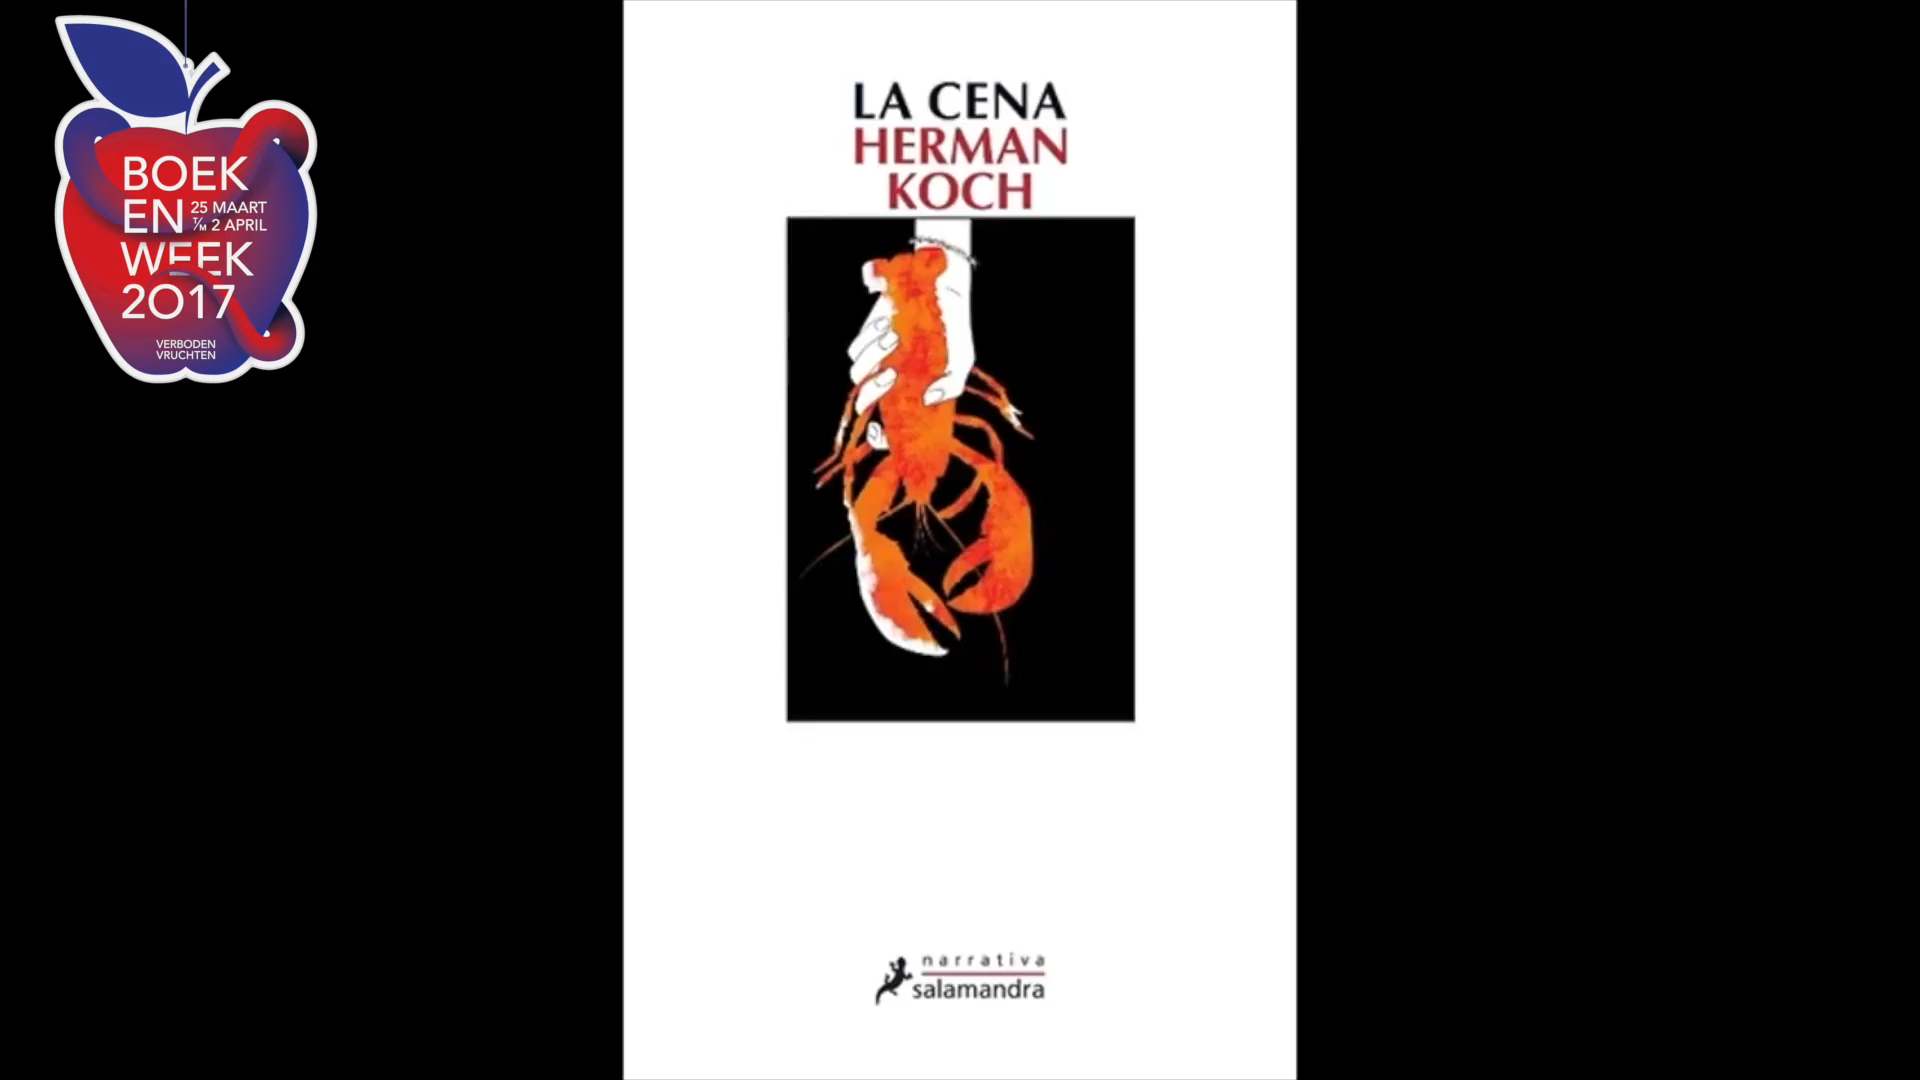 BOEK
EN 25 MAART
T/M 2 APRIL
WEEK
2017
VERBODEN
VRUCHTEN
LA CENA
HERMAN
KOCH
narrativa
salamandra